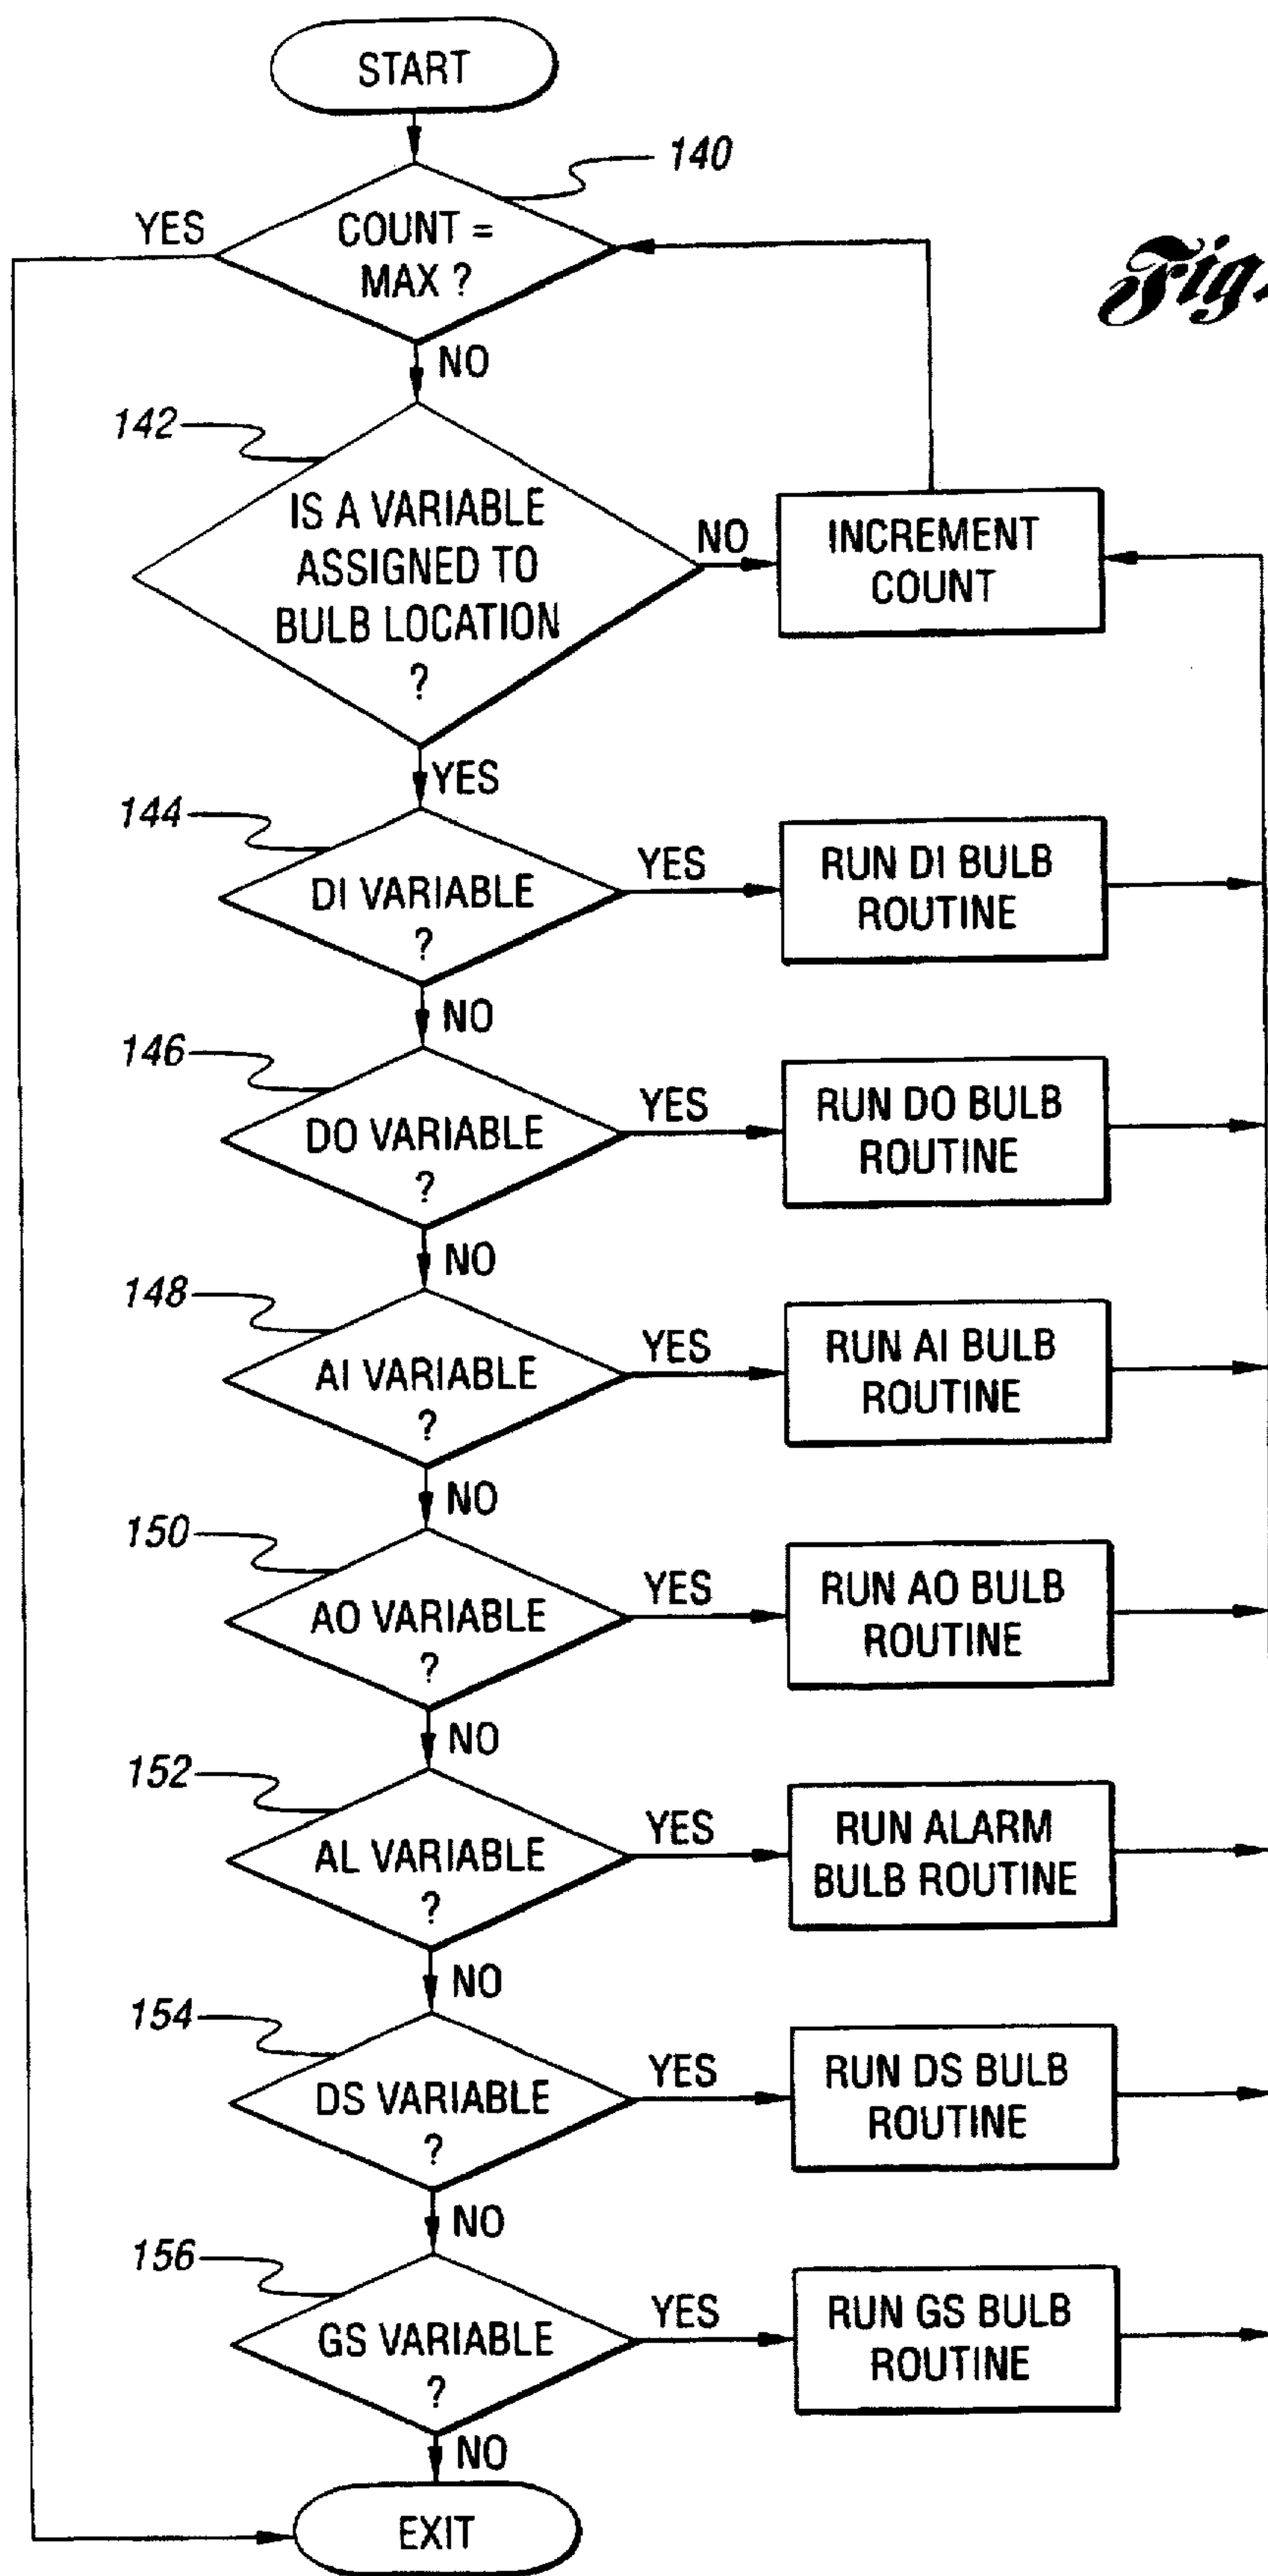 START
140
YES
COUNT =
MAX ?
Fig.
NO
142
IS A VARIABLE
ASSIGNED TO
BULB LOCATION
?
NO
INCREMENT
COUNT
YES
144
DI VARIABLE
?
YES
RUN DI BULB
ROUTINE
NO
146
DO VARIABLE
?
YES
RUN DO BULB
ROUTINE
NO
148
AI VARIABLE
?
YES
RUN AI BULB
ROUTINE
NO
150
AO VARIABLE
?
YES
RUN AO BULB
ROUTINE
NO
152
AL VARIABLE
?
YES
RUN ALARM
BULB ROUTINE
NO
154
DS VARIABLE
?
YES
RUN DS BULB
ROUTINE
NO
156
GS VARIABLE
?
YES
RUN GS BULB
ROUTINE
NO
EXIT